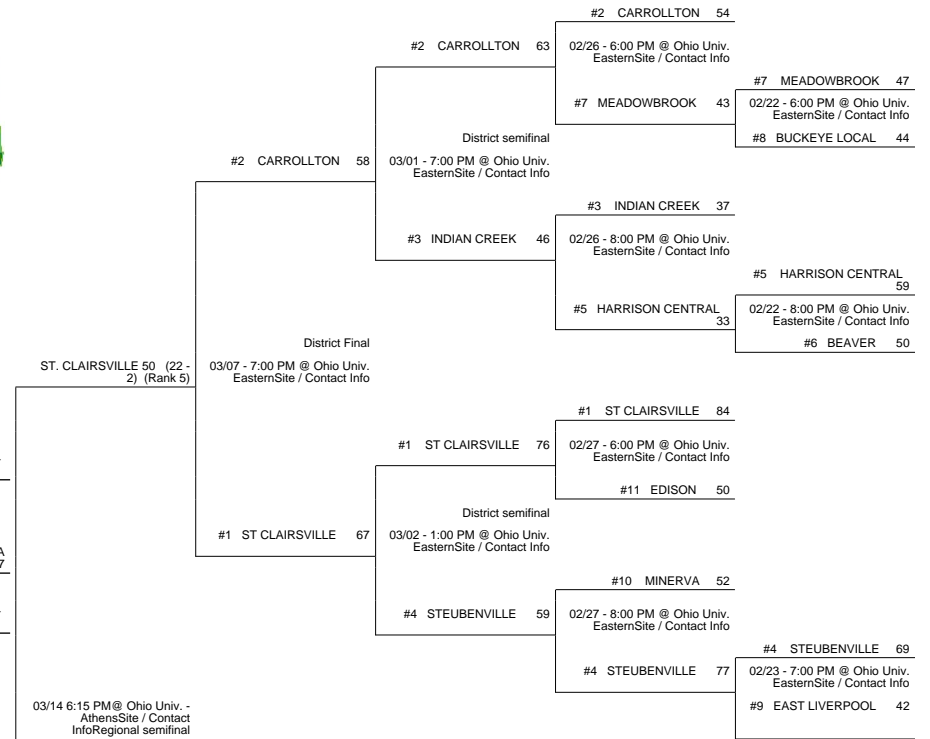 #2 CARROLLTON 54
#2 CARROLLTON 63
02/26 - 6:00 PM @ Ohio Univ.
EasternSite / Contact Info
#7 MEADOWBROOK 47
#7 MEADOWBROOK 43
02/22 - 6:00 PM @ Ohio Univ.
EasternSite / Contact Info
#8 BUCKEYE LOCAL 44
District semifinal
#2 CARROLLTON 58
03/01 - 7:00 PM @ Ohio Univ.
EasternSite / Contact Info
#3 INDIAN CREEK 37
#3 INDIAN CREEK 46
02/26 - 8:00 PM @ Ohio Univ.
EasternSite / Contact Info
#5 HARRISON CENTRAL
59
#5 HARRISON CENTRAL
33
02/22 - 8:00 PM @ Ohio Univ.
EasternSite / Contact Info
#6 BEAVER 50
District Final
ST. CLAIRSVILLE 50 (22 -
2) (Rank 5)
03/07 - 7:00 PM @ Ohio Univ.
EasternSite / Contact Info
#1 ST CLAIRSVILLE 84
#1 ST CLAIRSVILLE 76
02/27 - 6:00 PM @ Ohio Univ.
EasternSite / Contact Info
#11 EDISON 50
District semifinal
#1 ST CLAIRSVILLE 67
03/02 - 1:00 PM @ Ohio Univ.
EasternSite / Contact Info
A
7
#10 MINERVA 52
#4 STEUBENVILLE 59
02/27 - 8:00 PM @ Ohio Univ.
EasternSite / Contact Info
#4 STEUBENVILLE 69
#4 STEUBENVILLE 77
02/23 - 7:00 PM @ Ohio Univ.
EasternSite / Contact Info
#9 EAST LIVERPOOL 42
03/14 6:15 PM@ Ohio Univ. -
AthensSite / Contact
InfoRegional semifinal